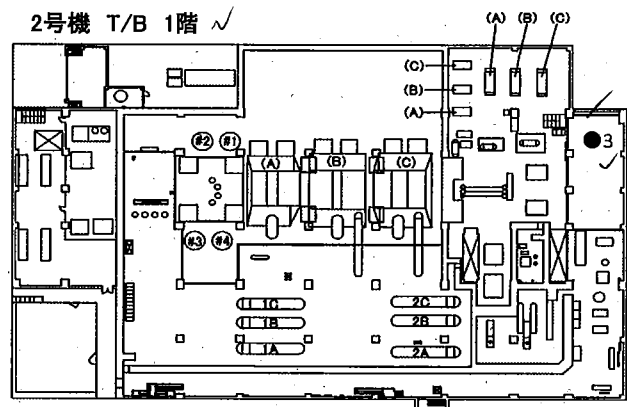 2号機 T/B 1階 ✓
(A) (B) (C)
(C)
(B)
(A)
●3
✓
#2 #1
(A) (B) (C)
#3 #4
1C 2C
1B 2B
1A 2A